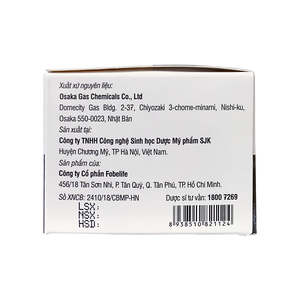 Xuất xứ nguyên liệu:
Osaka Gas Chemicals Co., Ltd
Domecity Gas Bldg. 2-37, Chiyozaki 3-chome-minami, Nishi-ku,
Osaka 550-0023, Nhật Bản
Sản xuất tại:
Công ty TNHH Công nghệ Sinh học Dược Mỹ phẩm SJK
Huyện Chương Mỹ, TP Hà Nội, Việt Nam.
Sản phẩm của:
Công ty Cổ phần Fobelife
456/18 Tân Sơn Nhì, P. Tân Quý, Q. Tân Phú, TP. Hồ Chí Minh.
Số XNCB: 2410/18/CBMP-HN
Dược sĩ tư vấn: 1800 7269
LSX:
NSX:
HSD:
8 938510 821124